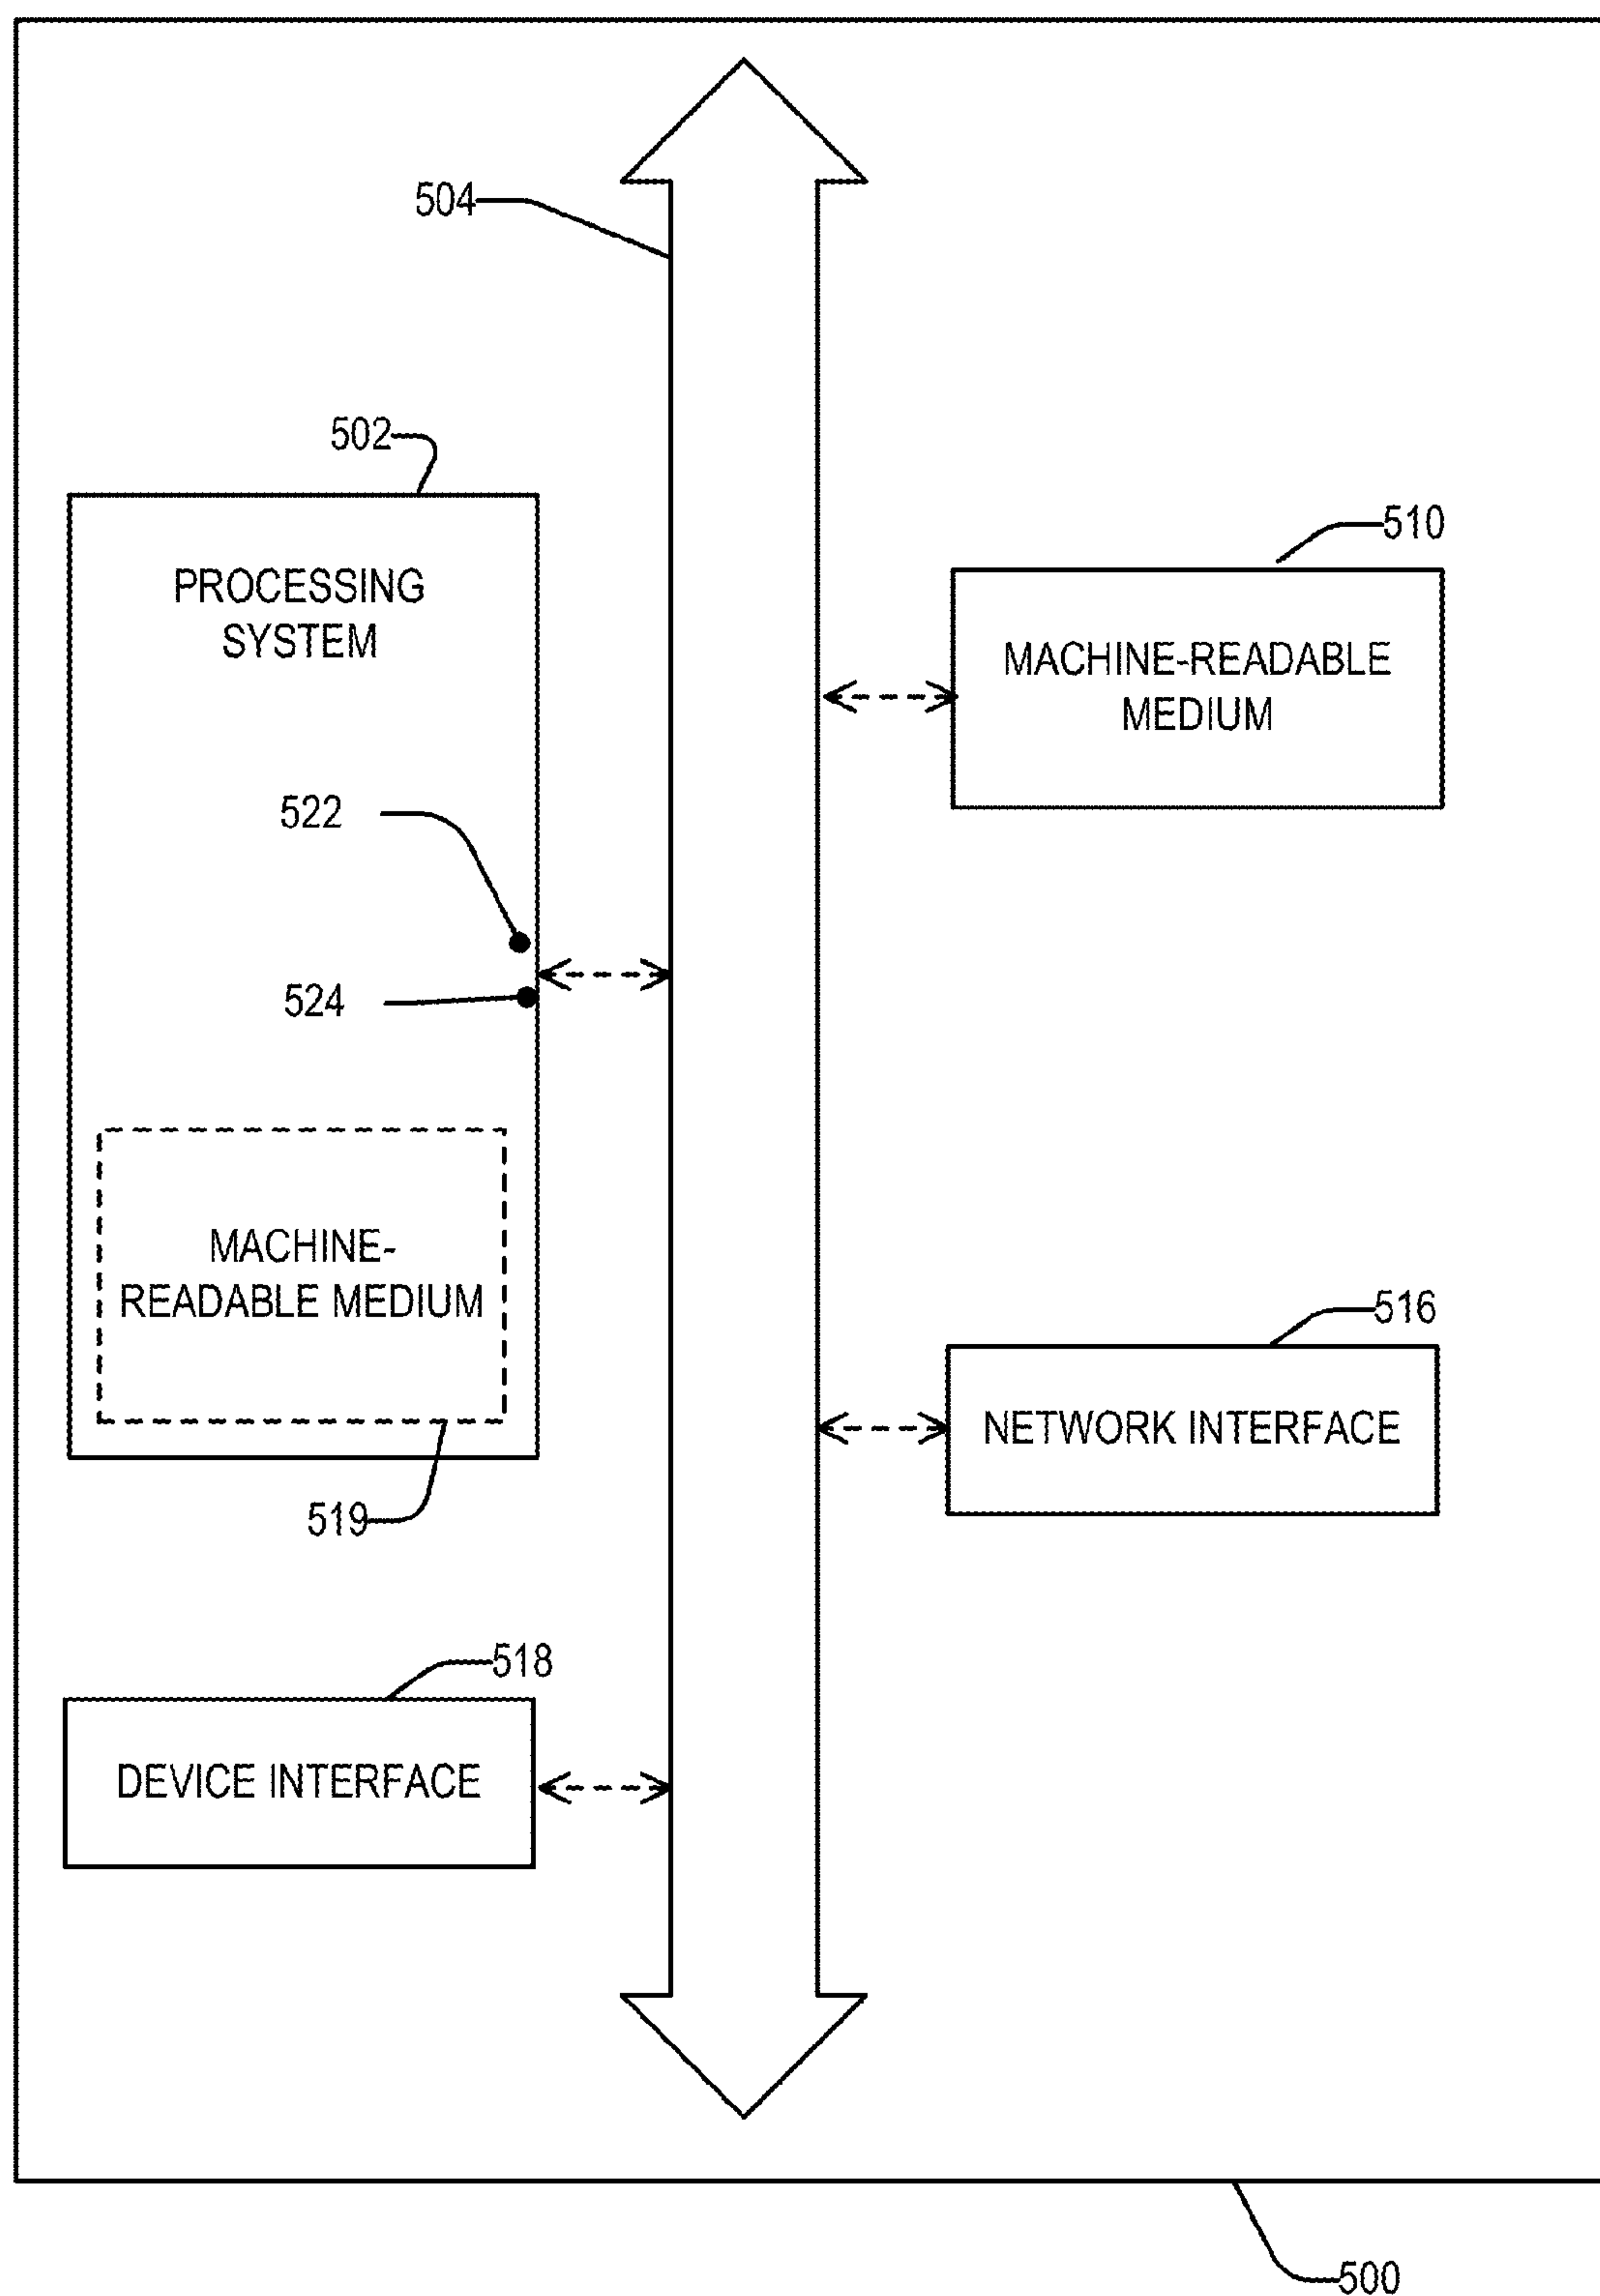 504
502
PROCESSING
SYSTEM
510
MACHINE-READABLE
MEDIUM
522
524
MACHINE-
READABLE MEDIUM
519
516
NETWORK INTERFACE
518
DEVICE INTERFACE
500